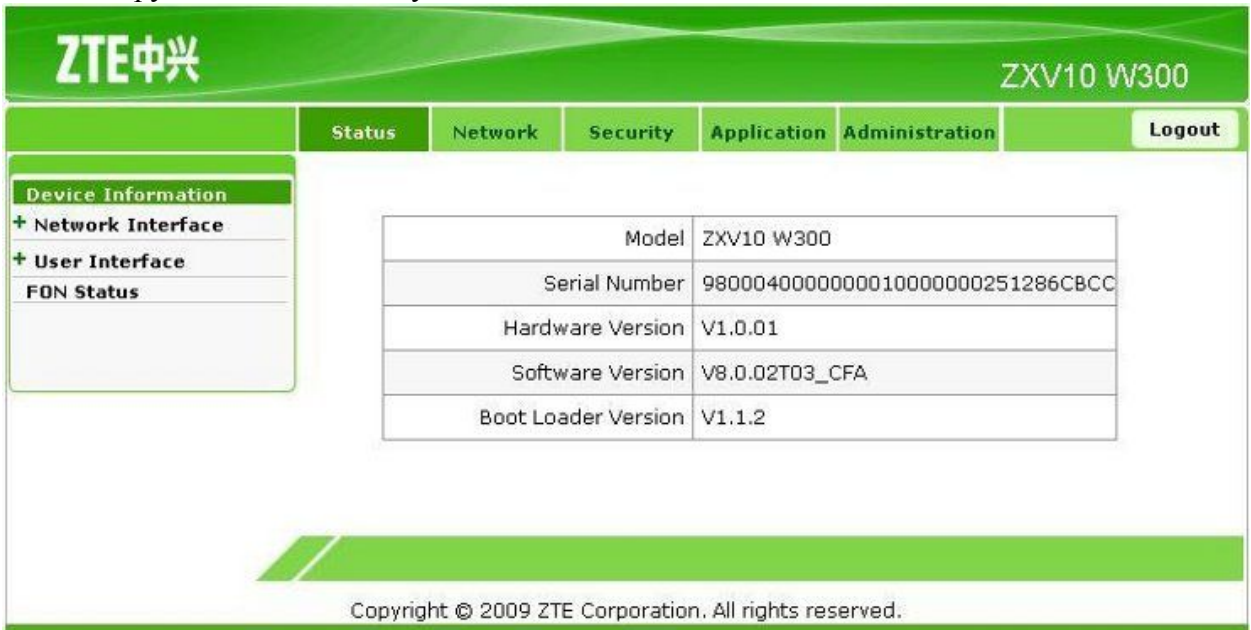 ZTE中兴
ZXV10 W300
Status Network Security Application Administration Logout
Device Information
+ Network Interface
+ User Interface
FON Status
Model ZXV10 W300
Serial Number 9800040000000010000000251286CBCC
Hardware Version V1.0.01
Software Version V8.0.02T03_CFA
Boot Loader Version V1.1.2
Copyright © 2009 ZTE Corporation. All rights reserved.